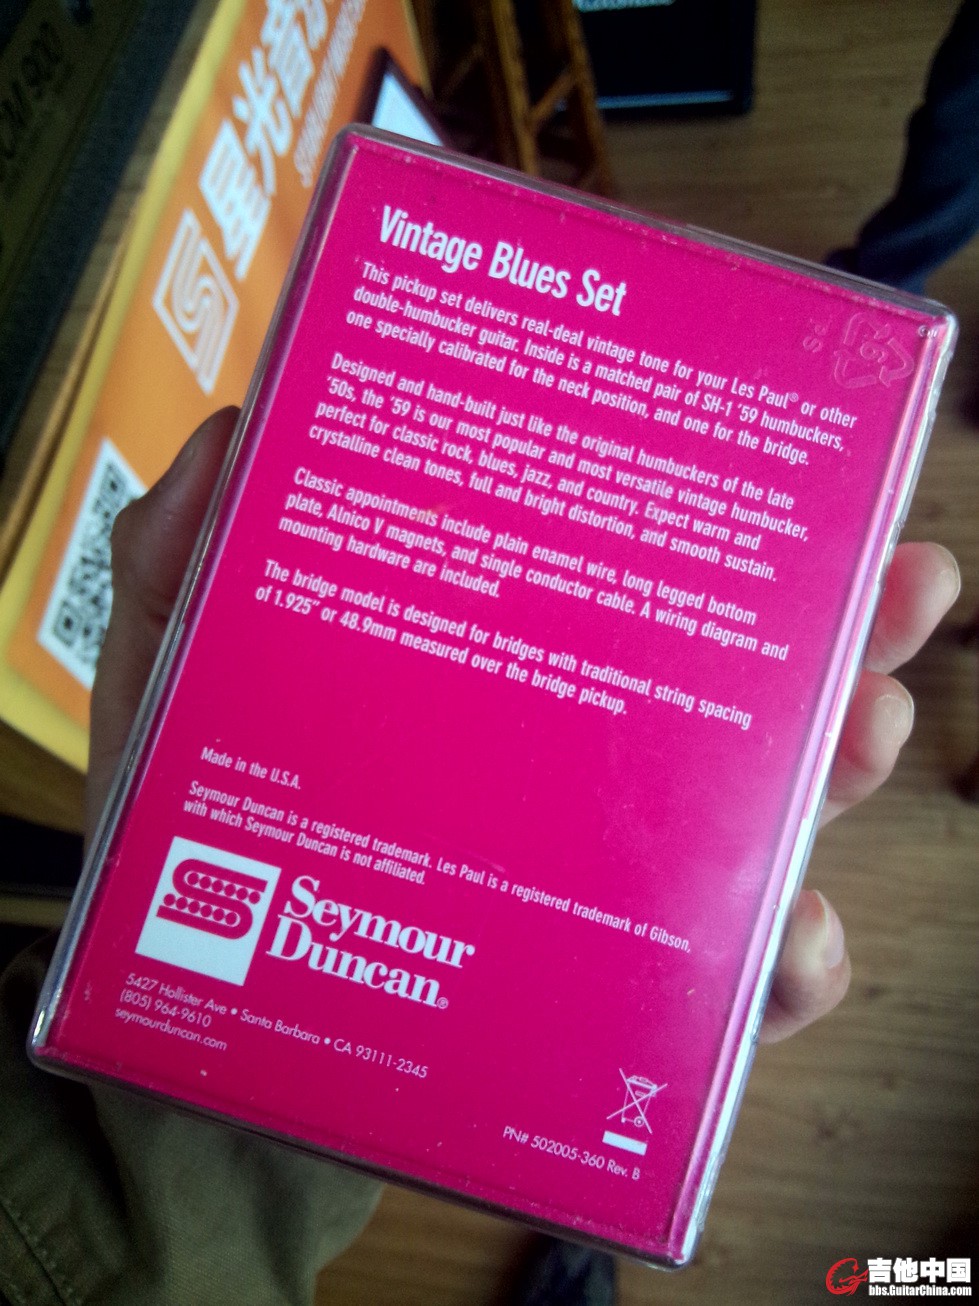 CM 900
星光音
Vintage Blues Set
This pickup set delivers real-deal vintage tone for your Les Paul® or other
double-humbucker guitar. Inside is a matched pair of SH-1 '59 humbuckers,
one specially calibrated for the neck position, and one for the bridge.
Designed and hand-built just like the original humbuckers of the late
'50s, the '59 is our most popular and most versatile vintage humbucker,
perfect for classic rock, blues, jazz, and country. Expect warm and
crystalline clean tones, full and bright distortion, and smooth sustain.
Classic appointments include plain enamel wire, long legged bottom
plate, Alnico V magnets, and single conductor cable. A wiring diagram and
mounting hardware are included.
The bridge model is designed for bridges with traditional string spacing
of 1.925" or 48.9mm measured over the bridge pickup.
Made in the U.S.A.
Seymour Duncan is a registered trademark. Les Paul is a registered trademark of Gibson,
with which Seymour Duncan is not affiliated.
Seymour
Duncan®
5427 Hollister Ave • Santa Barbara • CA 93111-2345
(805) 964-9610
seymourduncan.com
PN# 502005-360 Rev. B
吉他中国
bbs.GuitarChina.com